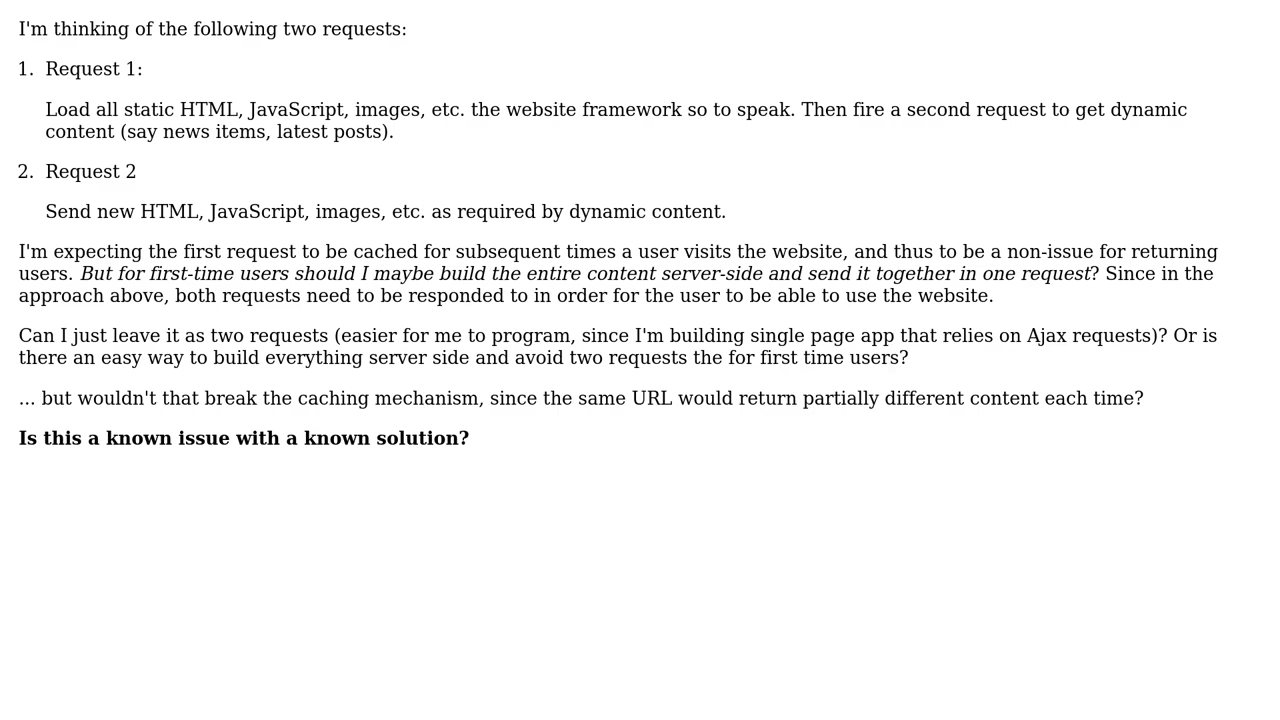 I'm thinking of the following two requests:
1. Request 1:
Load all static HTML, JavaScript, images, etc. the website framework so to speak. Then fire a second request to get dynamic
content (say news items, latest posts).
2. Request 2
Send new HTML, JavaScript, images, etc. as required by dynamic content.
I'm expecting the first request to be cached for subsequent times a user visits the website, and thus to be a non-issue for returning
users. But for first-time users should I maybe build the entire content server-side and send it together in one request? Since in the
approach above, both requests need to be responded to in order for the user to be able to use the website.
Can I just leave it as two requests (easier for me to program, since I'm building single page app that relies on Ajax requests)? Or is
there an easy way to build everything server side and avoid two requests the for first time users?
... but wouldn't that break the caching mechanism, since the same URL would return partially different content each time?
Is this a known issue with a known solution?